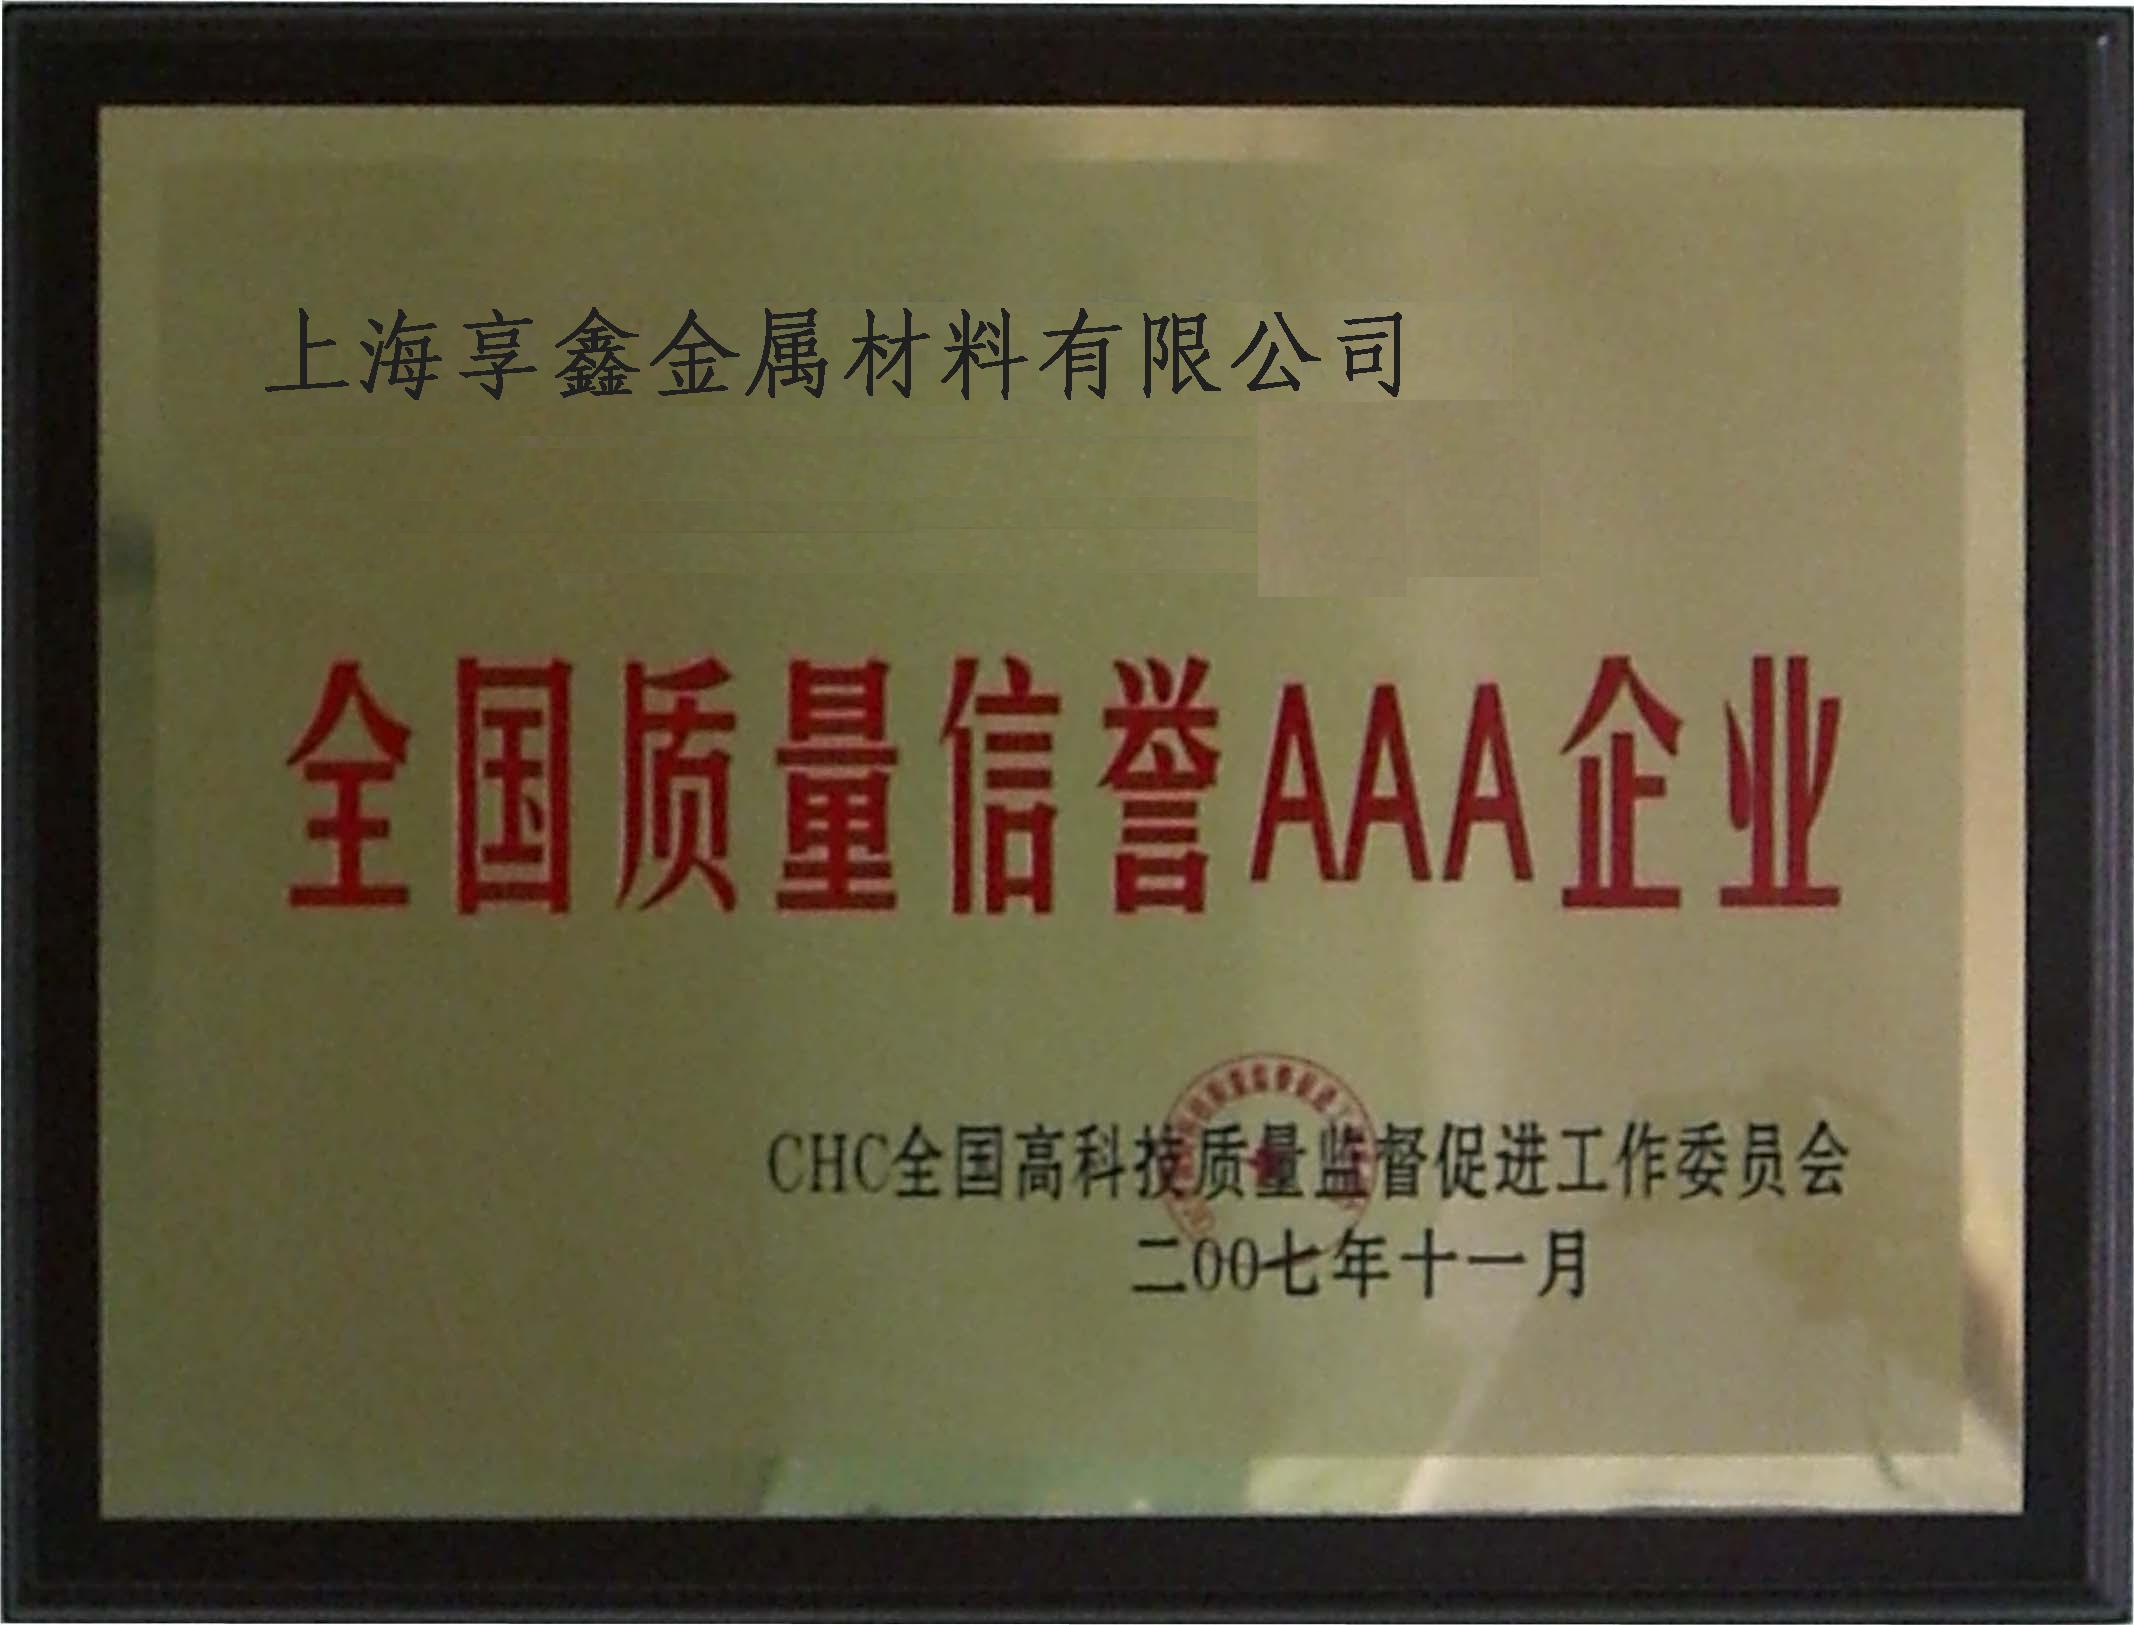 上海享鑫金属材料有限公司
全国质量信誉AAA企业
CHC全国高科技质量监督促进工作委员会
二00七年十一月